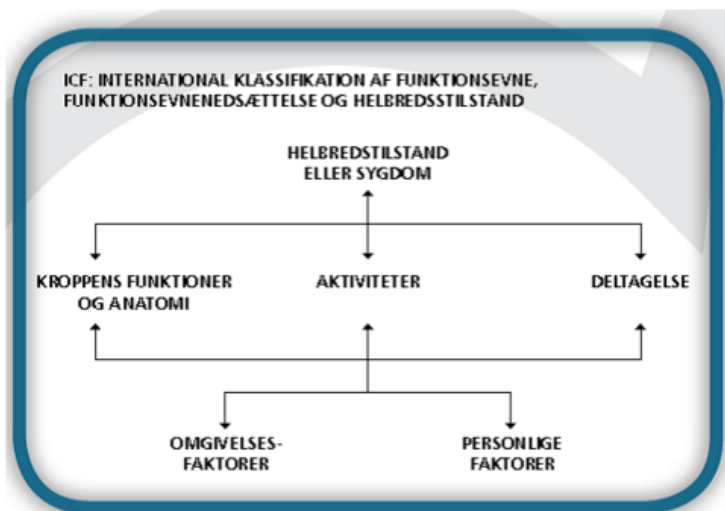 ICF: INTERNATIONAL KLASSIFIKATION AF FUNKTIONSEVNE,
FUNKTIONSEVNENEDSÆTTELSE OG HELBREDSSTILSTAND
HELBREDSTILSTAND
ELLER SYGDOM
KROPPENS FUNKTIONER
OG ANATOMI
AKTIVITETER
DELTAGELSE
OMGIVELSES-
FAKTORER
PERSONLIGE
FAKTORER